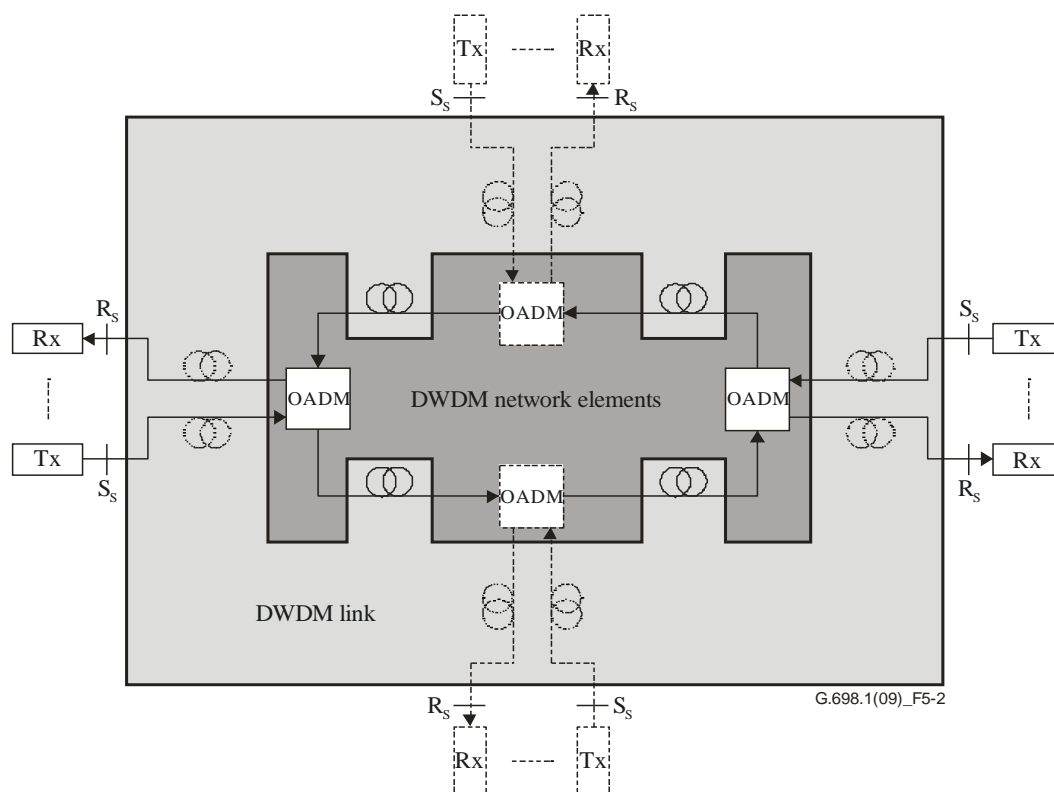 Tx
Rx
S_S
R_S
R_S
S_S
Rx
OADM
Tx
OADM
DWDM network elements
OADM
Tx
OADM
Rx
S_S
R_S
DWDM link
G.698.1(09)_F5-2
R_S
S_S
Rx
Tx